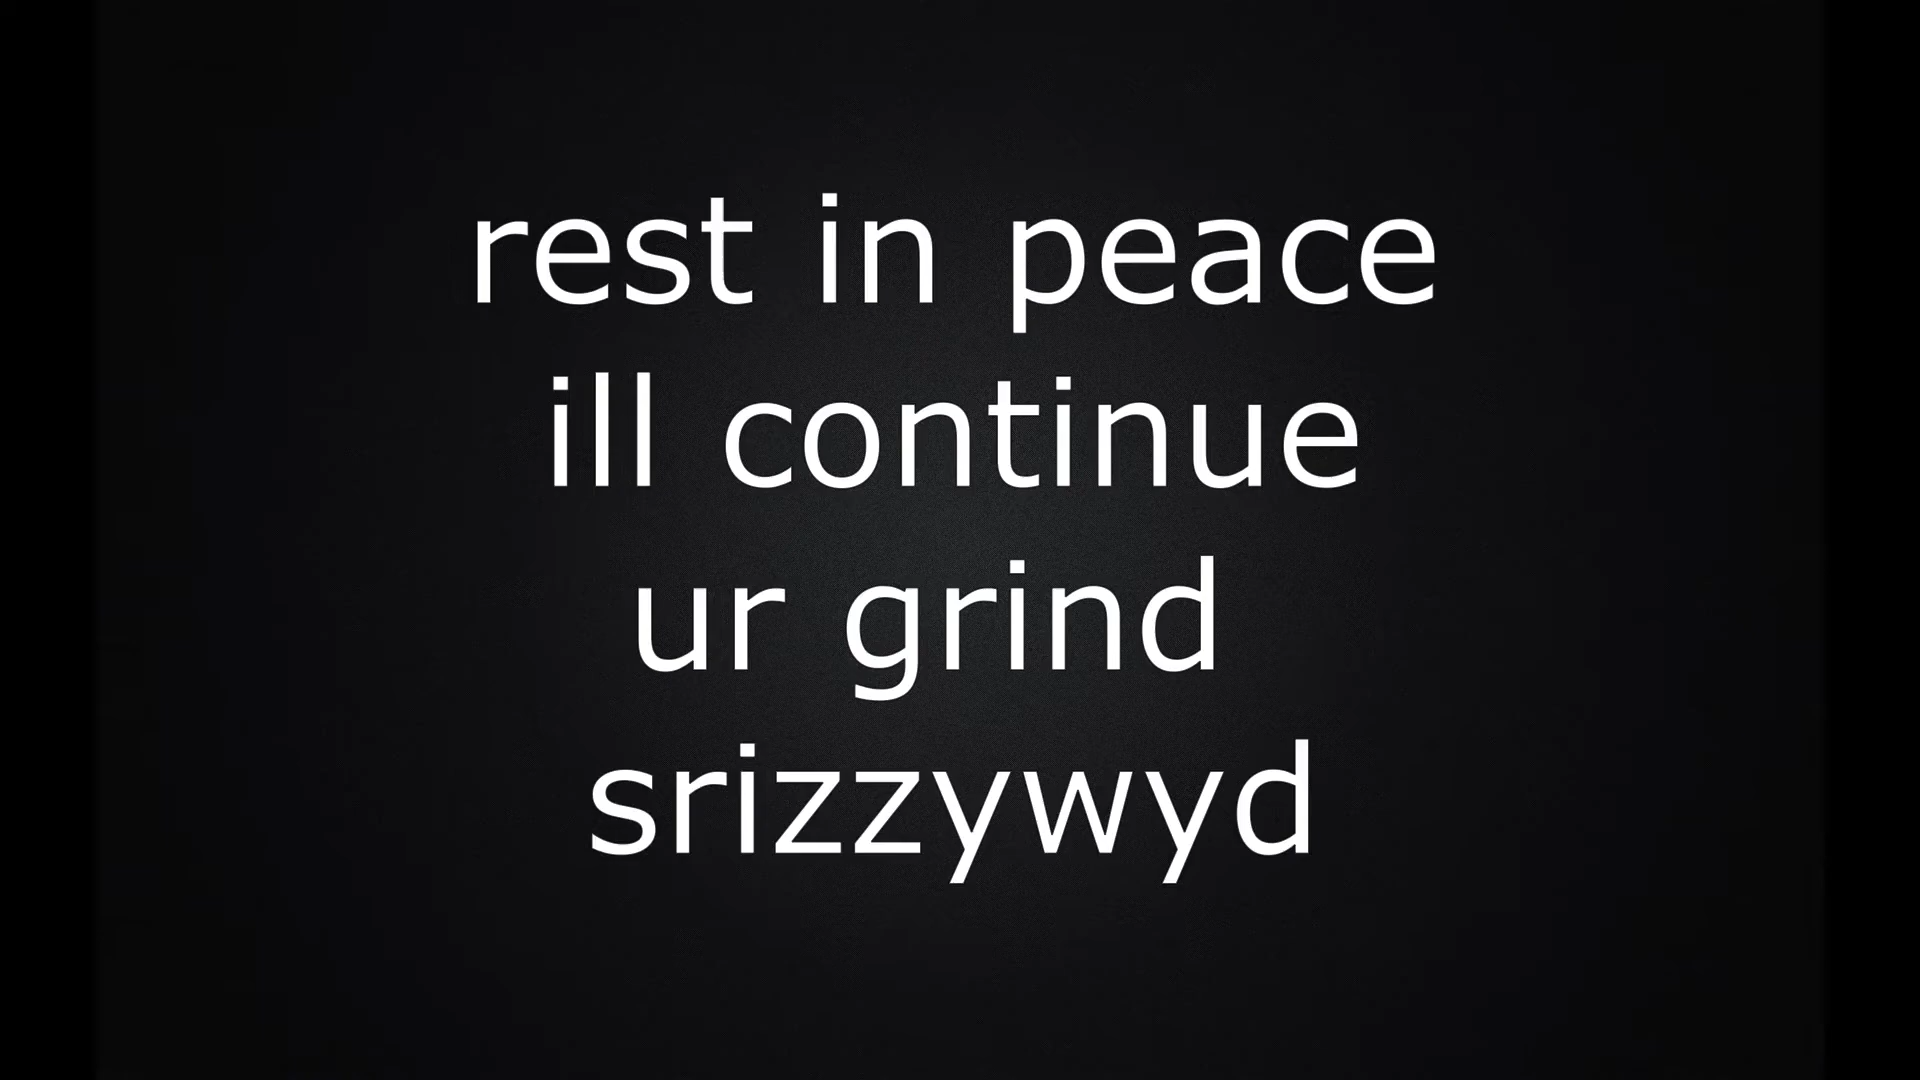 rest in peace
ill continue
ur grind
srizzywyd